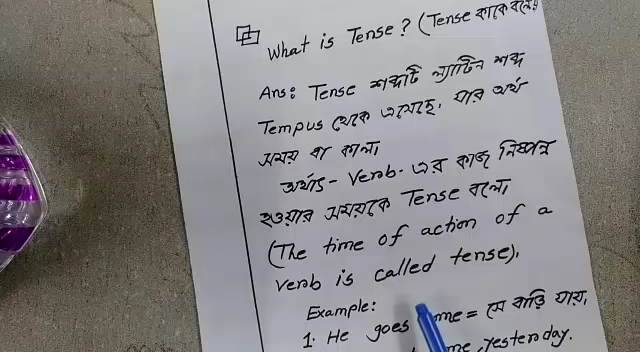 What is Tense? (Tense কাকে বলে?)
Ans: Tense শব্দটি ল্যাটিন শব্দ
Tempus থেকে এসেছে, যার অর্থ
সময় বা কাল।
অর্থাৎ- Verb-এর কাজ নিষ্পন্ন
হওয়ার সময়কে Tense বলে।
(The time of action of a
verb is called tense).
Example:
1. He goes = সে বাড়ি যায়,
yesterday.